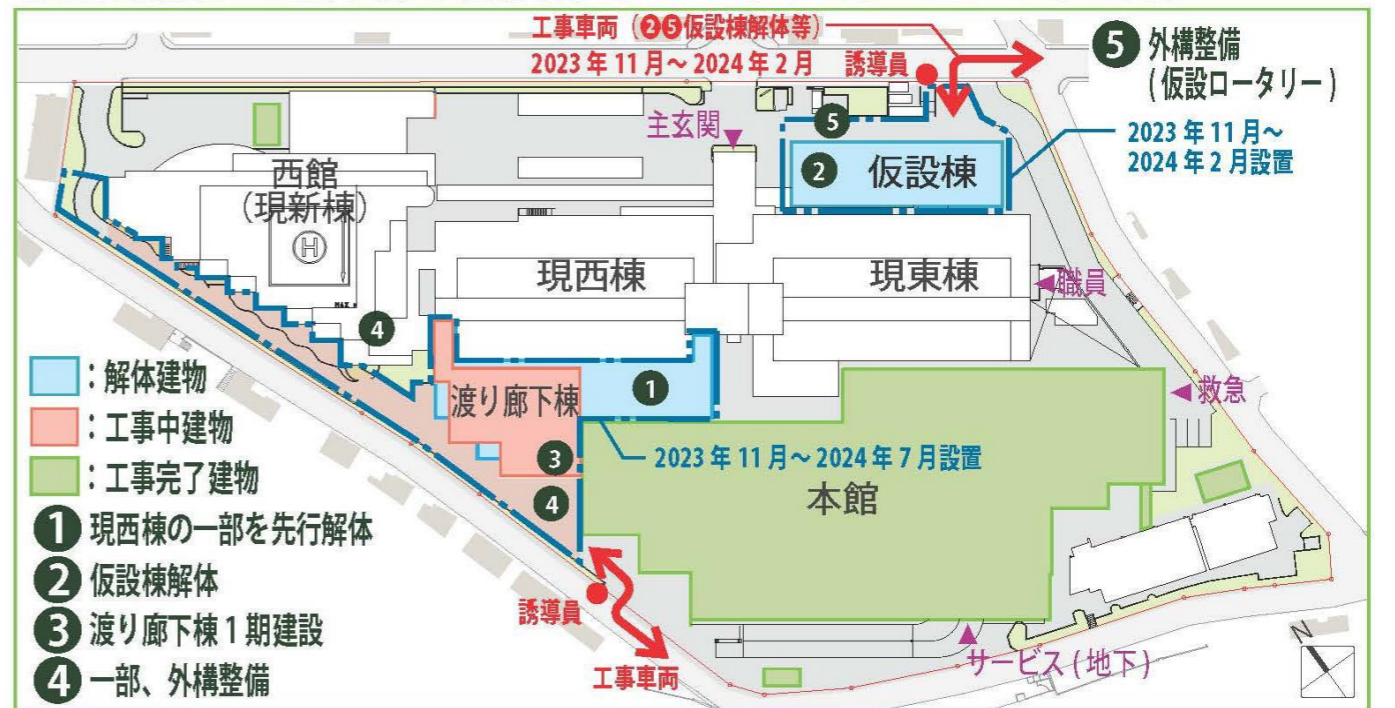 工事車両（❷❺仮設棟解体等）
2023年11月～2024年2月
誘導員
❺ 外構整備
(仮設ロータリー)
2023年11月～
2024年2月設置
主玄関
❺
❷ 仮設棟
西館
（現新棟）
H
MAX
現西棟
現東棟
職員
❹
：解体建物
：工事中建物
：工事完了建物
渡り廊下棟
❶
救急
❸
2023年11月～2024年7月設置
❹
本館
❶ 現西棟の一部を先行解体
❷ 仮設棟解体
❸ 渡り廊下棟1期建設
❹ 一部、外構整備
誘導員
工事車両
サービス(地下)
N